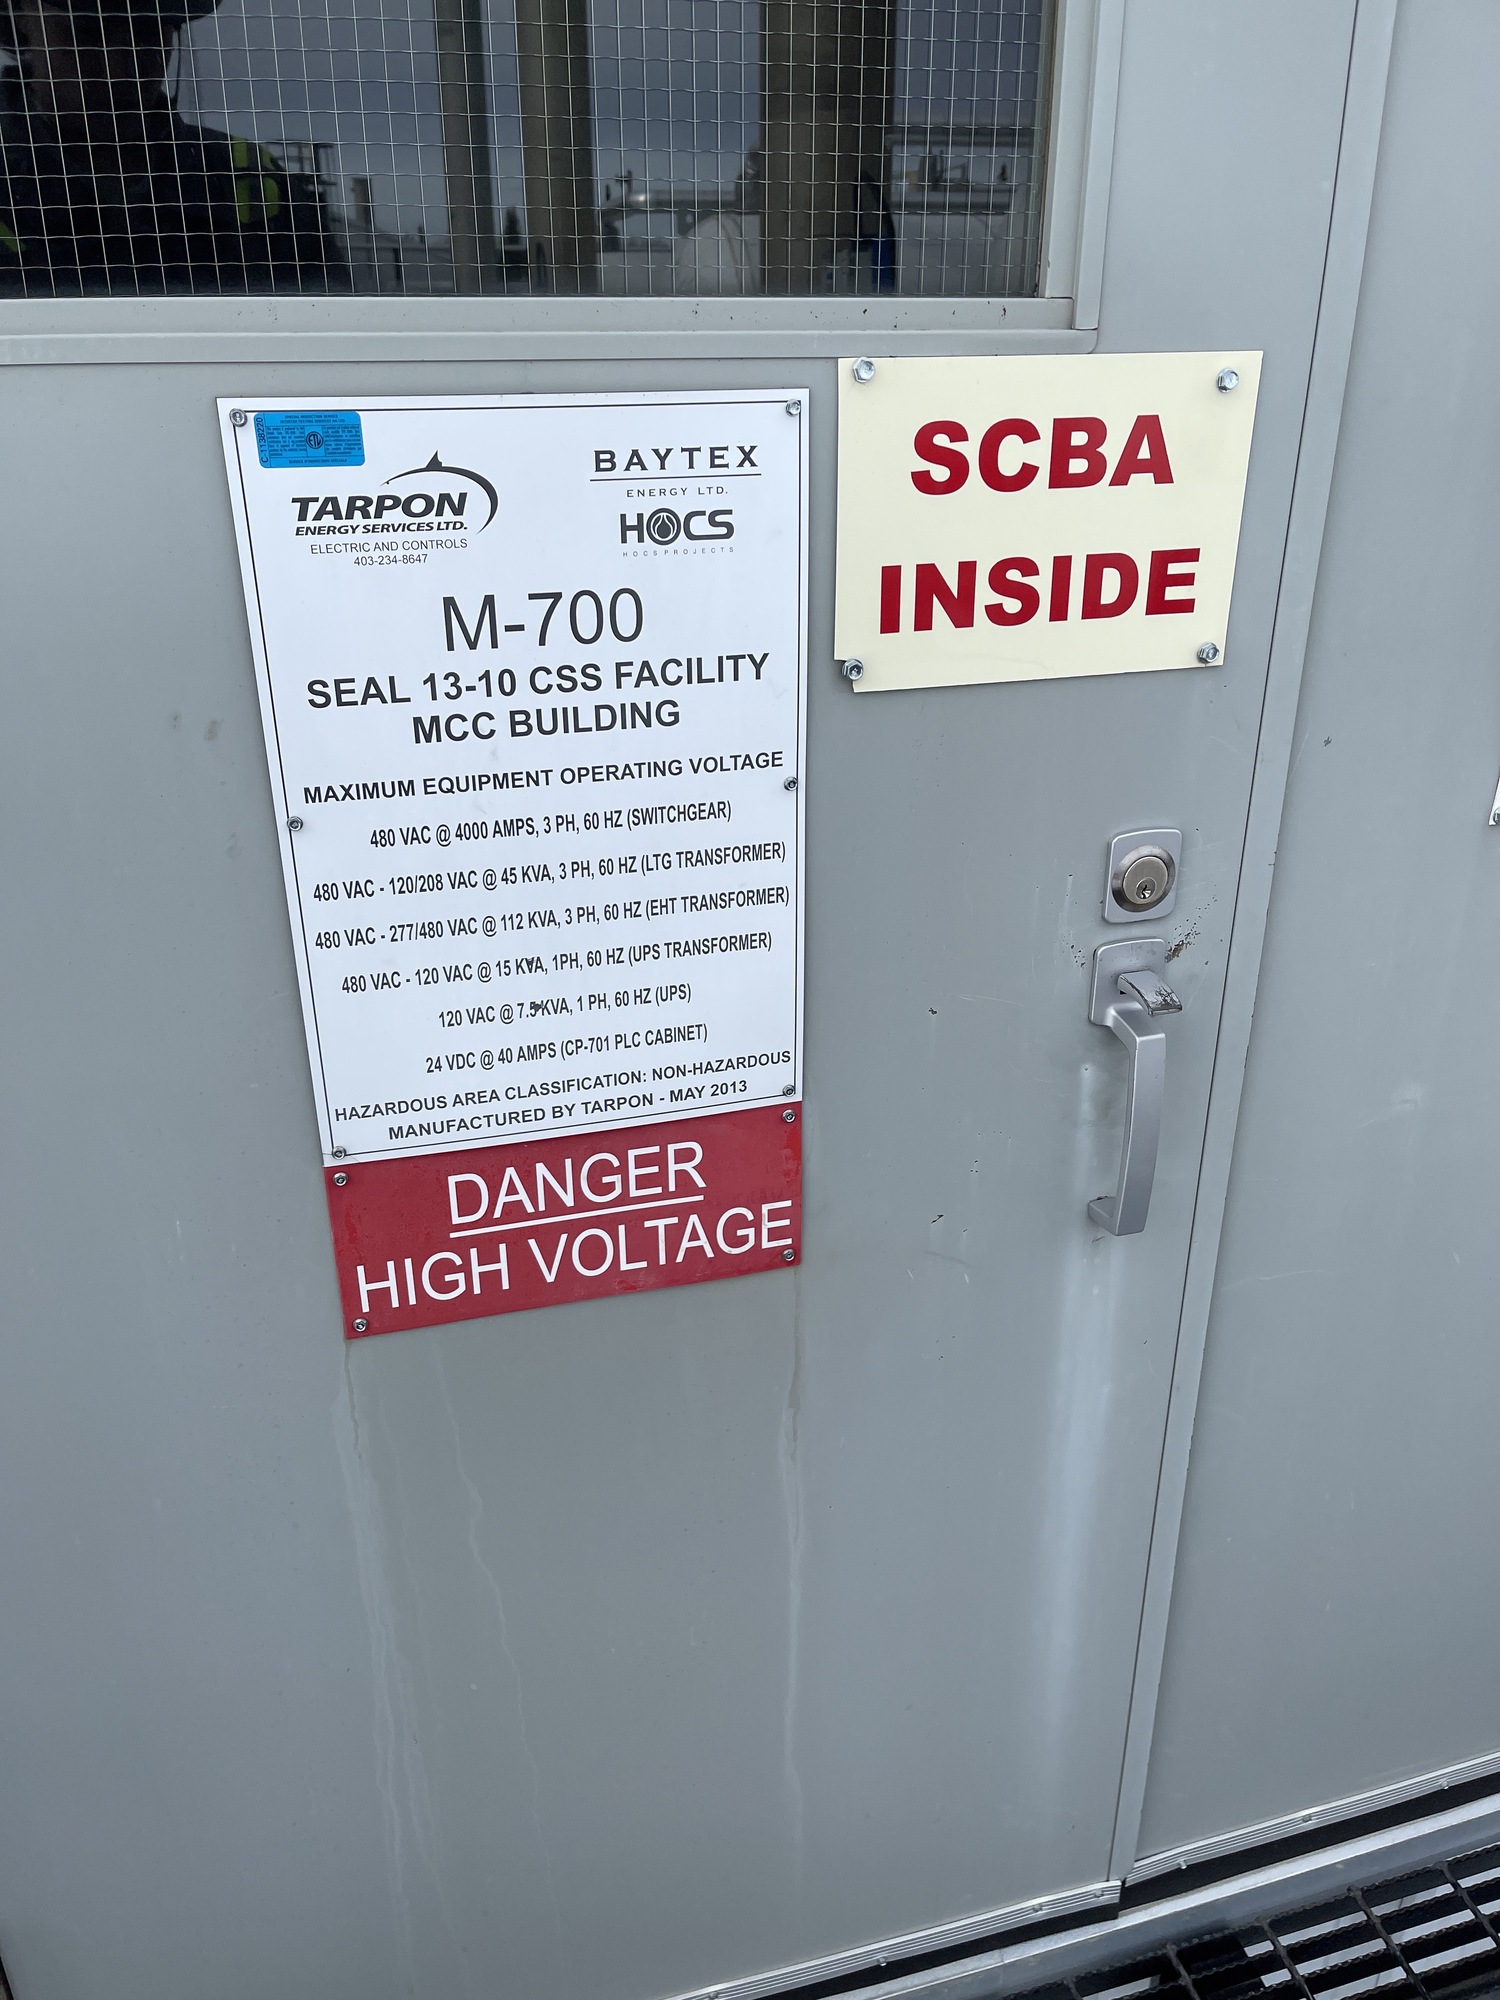 C-1138220
ETL
TARPON
ENERGY SERVICES LTD.
ELECTRIC AND CONTROLS
403-234-8647
BAYTEX
ENERGY LTD.
HOCS
HOCS PROJECTS
M-700
SEAL 13-10 CSS FACILITY
MCC BUILDING
MAXIMUM EQUIPMENT OPERATING VOLTAGE
480 VAC @ 4000 AMPS, 3 PH, 60 HZ (SWITCHGEAR)
480 VAC - 120/208 VAC @ 45 KVA, 3 PH, 60 HZ (LTG TRANSFORMER)
480 VAC - 277/480 VAC @ 112 KVA, 3 PH, 60 HZ (EHT TRANSFORMER)
480 VAC - 120 VAC @ 15 KVA, 1PH, 60 HZ (UPS TRANSFORMER)
120 VAC @ 7.5 KVA, 1 PH, 60 HZ (UPS)
24 VDC @ 40 AMPS (CP-701 PLC CABINET)
HAZARDOUS AREA CLASSIFICATION: NON-HAZARDOUS
MANUFACTURED BY TARPON - MAY 2013
DANGER
HIGH VOLTAGE
SCBA
INSIDE